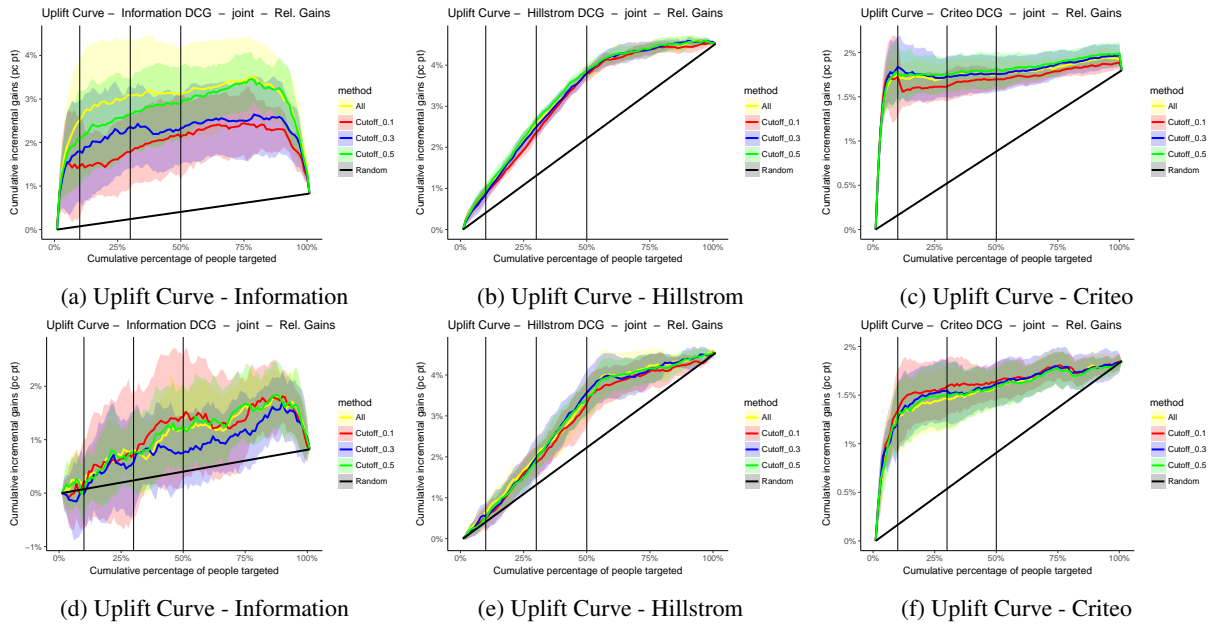 Uplift Curve – Information DCG – joint – Rel. Gains
Cumulative incremental gains (pc pt)
4%
3%
2%
1%
0%
0%
25%
50%
75%
100%
Cumulative percentage of people targeted
method
All
Cutoff_0.1
Cutoff_0.3
Cutoff_0.5
Random
(a) Uplift Curve - Information
Uplift Curve – Hillstrom DCG – joint – Rel. Gains
Cumulative incremental gains (pc pt)
4%
2%
1%
0%
0%
25%
50%
75%
100%
Cumulative percentage of people targeted
method
All
Cutoff_0.1
Cutoff_0.3
Cutoff_0.5
Random
(b) Uplift Curve - Hillstrom
Uplift Curve – Criteo DCG – joint – Rel. Gains
Cumulative incremental gains (pc pt)
2%
1.5%
1%
0.5%
0%
0%
25%
50%
75%
100%
Cumulative percentage of people targeted
method
All
Cutoff_0.1
Cutoff_0.3
Cutoff_0.5
Random
(c) Uplift Curve - Criteo
Uplift Curve – Information DCG – joint – Rel. Gains
Cumulative incremental gains (pc pt)
2%
1%
0%
−1%
0%
25%
50%
75%
100%
Cumulative percentage of people targeted
method
All
Cutoff_0.1
Cutoff_0.3
Cutoff_0.5
Random
(d) Uplift Curve - Information
Uplift Curve – Hillstrom DCG – joint – Rel. Gains
Cumulative incremental gains (pc pt)
4%
2%
1%
0%
0%
25%
50%
75%
100%
Cumulative percentage of people targeted
method
All
Cutoff_0.1
Cutoff_0.3
Cutoff_0.5
Random
(e) Uplift Curve - Hillstrom
Uplift Curve – Criteo DCG – joint – Rel. Gains
Cumulative incremental gains (pc pt)
2%
1.5%
1%
0.5%
0%
0%
25%
50%
75%
100%
Cumulative percentage of people targeted
method
All
Cutoff_0.1
Cutoff_0.3
Cutoff_0.5
Random
(f) Uplift Curve - Criteo